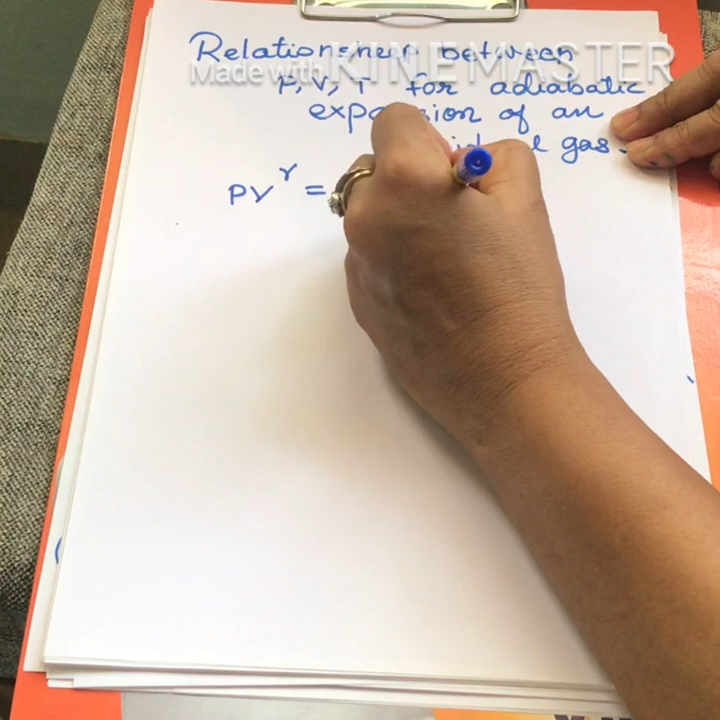 Relationship between
Made with KINEMASTER
P, V, T for adiabatic
expansion of an
gas.
PV^γ =